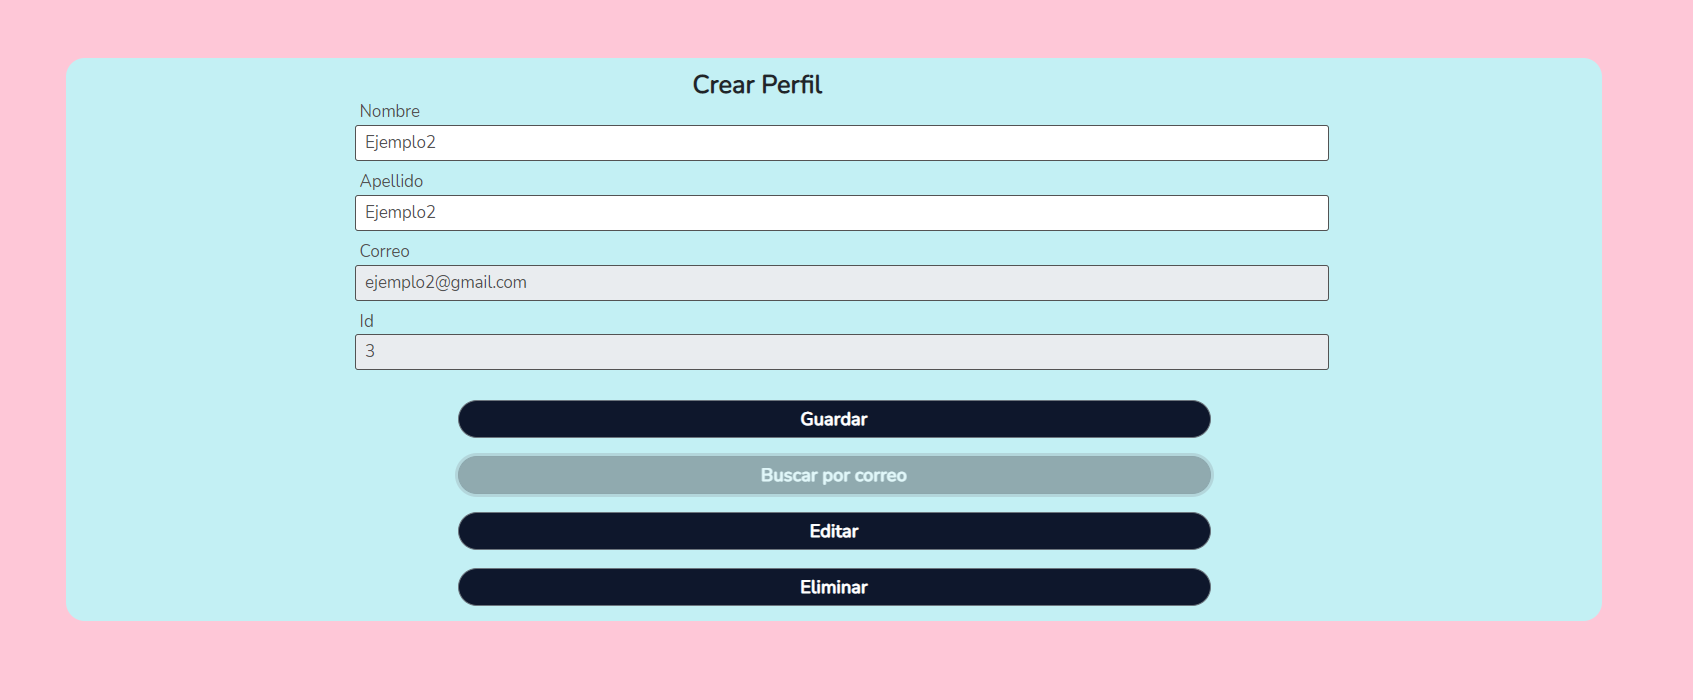 Crear Perfil
Nombre
Ejemplo2
Apellido
Ejemplo2
Correo
ejemplo2@gmail.com
Id
3
Guardar
Buscar por correo
Editar
Eliminar